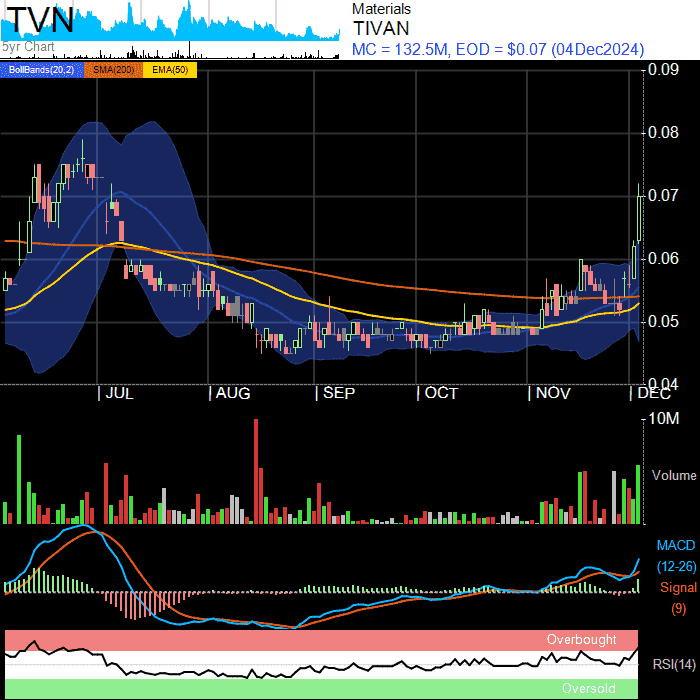 TVN
5yr Chart
Materials
TIVAN
MC = 132.5M, EOD = $0.07 (04Dec2024)
BollBands(20,2) SMA(200) EMA(50)
0.09
0.08
0.07
0.06
0.05
0.04
JUL AUG SEP OCT NOV DEC
10M
Volume
MACD
(12-26)
Signal
(9)
Overbought
RSI(14)
Oversold